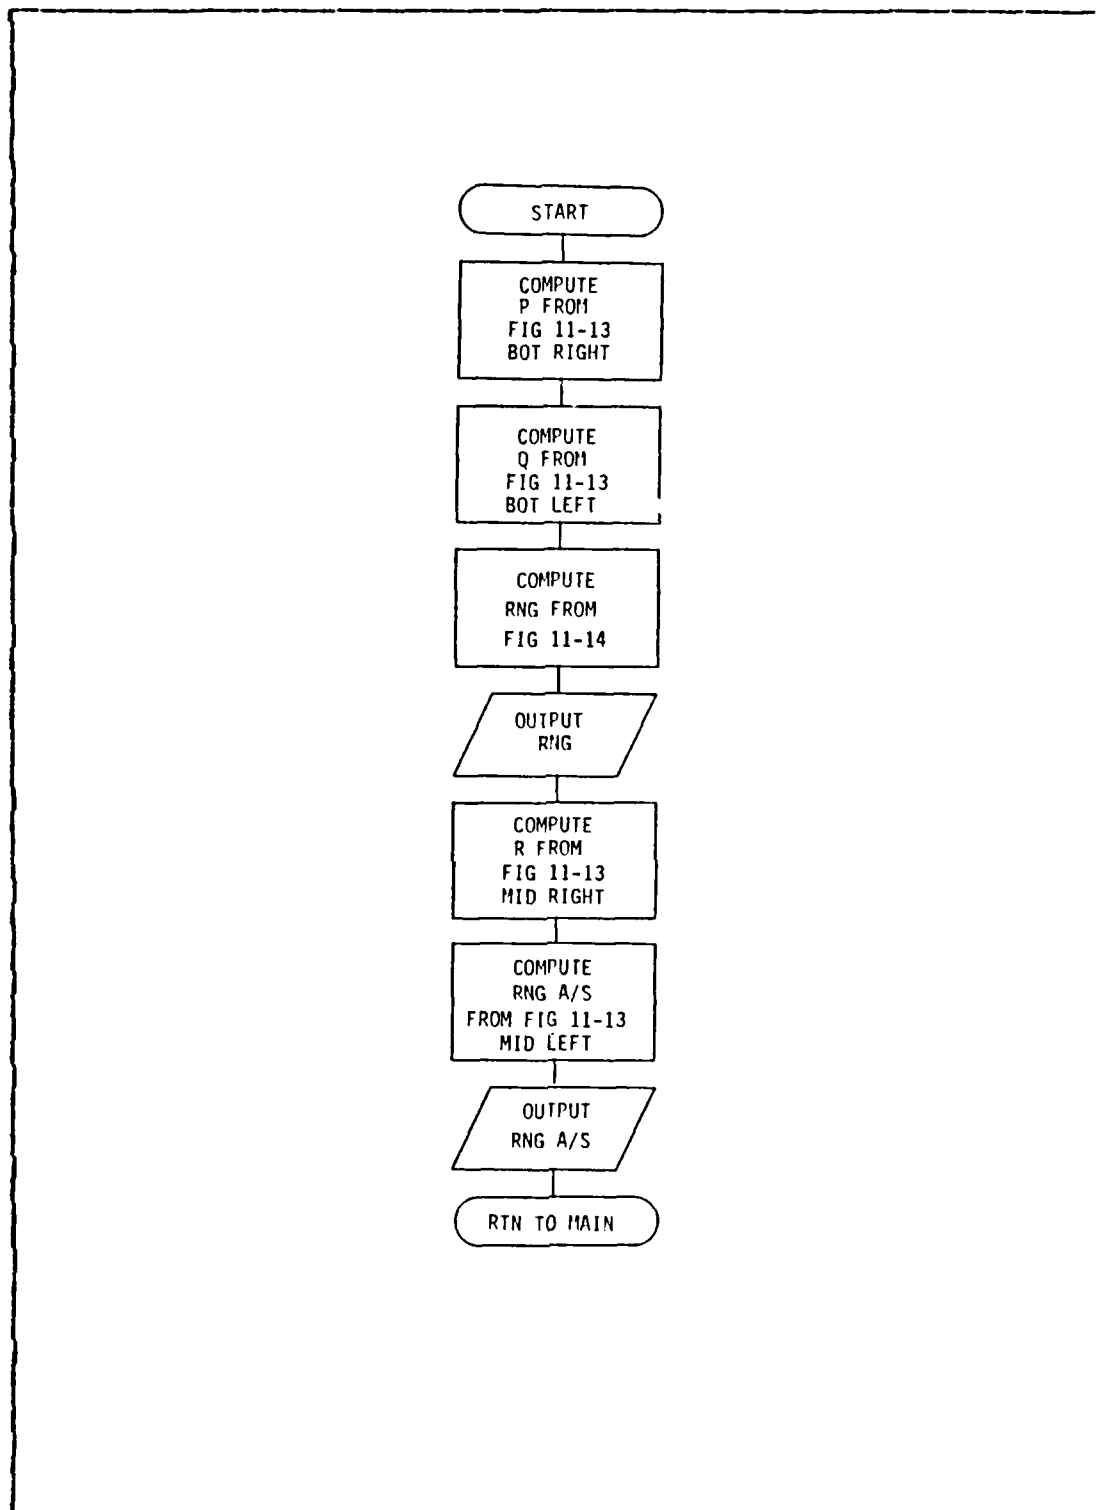 START
COMPUTE
P FROM
FIG 11-13
BOT RIGHT
COMPUTE
Q FROM
FIG 11-13
BOT LEFT
COMPUTE
RNG FROM
FIG 11-14
OUTPUT
RNG
COMPUTE
R FROM
FIG 11-13
MID RIGHT
COMPUTE
RNG A/S
FROM FIG 11-13
MID LEFT
OUTPUT
RNG A/S
RTN TO MAIN